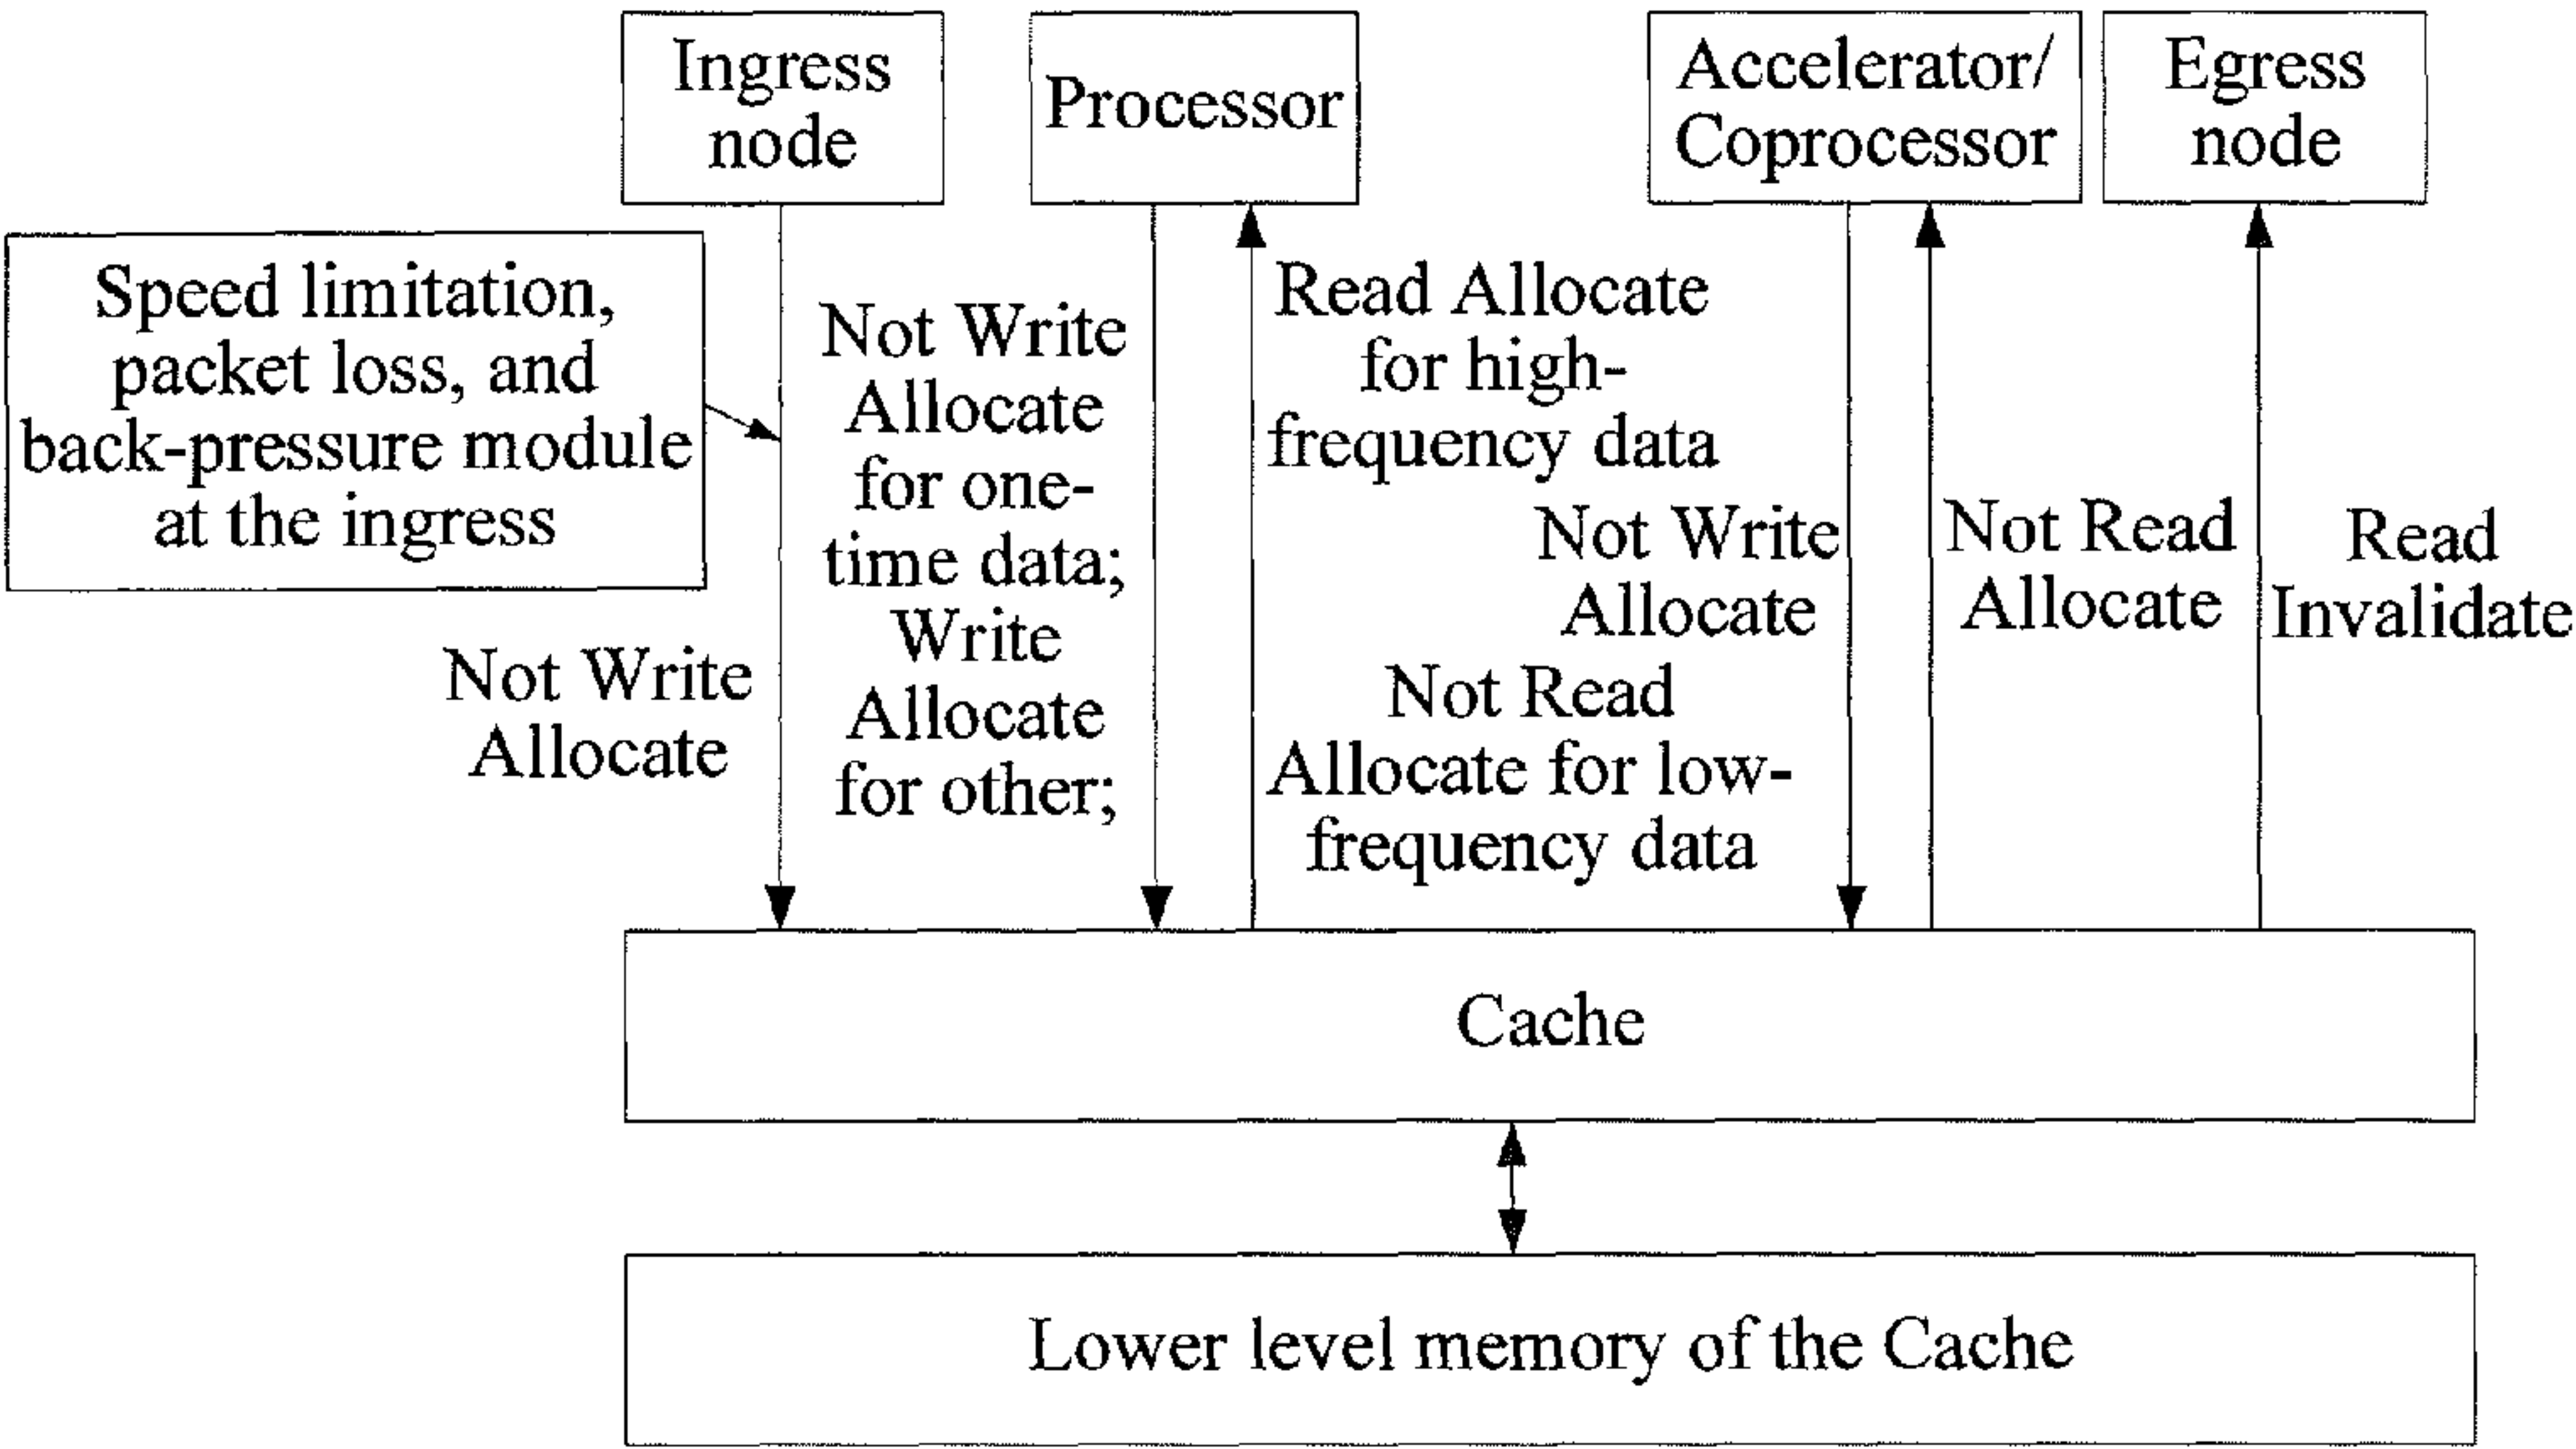 Ingress
node
Processor
Accelerator/
Coprocessor
Egress
node
Speed limitation,
packet loss, and
back-pressure module
at the ingress
Not Write
Allocate
Not Write
Allocate
for one-
time data;
Write
Allocate
for other;
Read Allocate
for high-
frequency data
Not Read
Allocate for low-
frequency data
Not Write
Allocate
Not Read
Allocate
Read
Invalidate
Cache
Lower level memory of the Cache